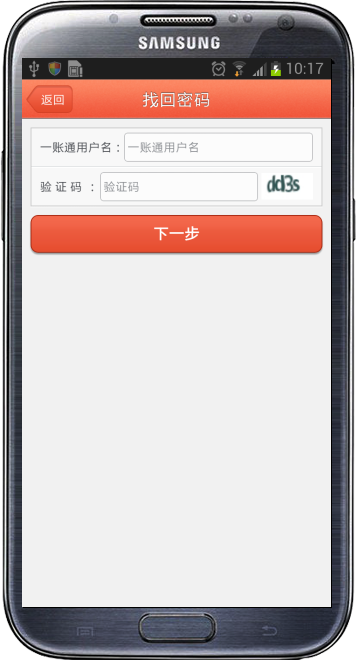 SAMSUNG
10:17
返回
找回密码
一账通用户名：
一账通用户名
验证码：
验证码
dd3s
下一步